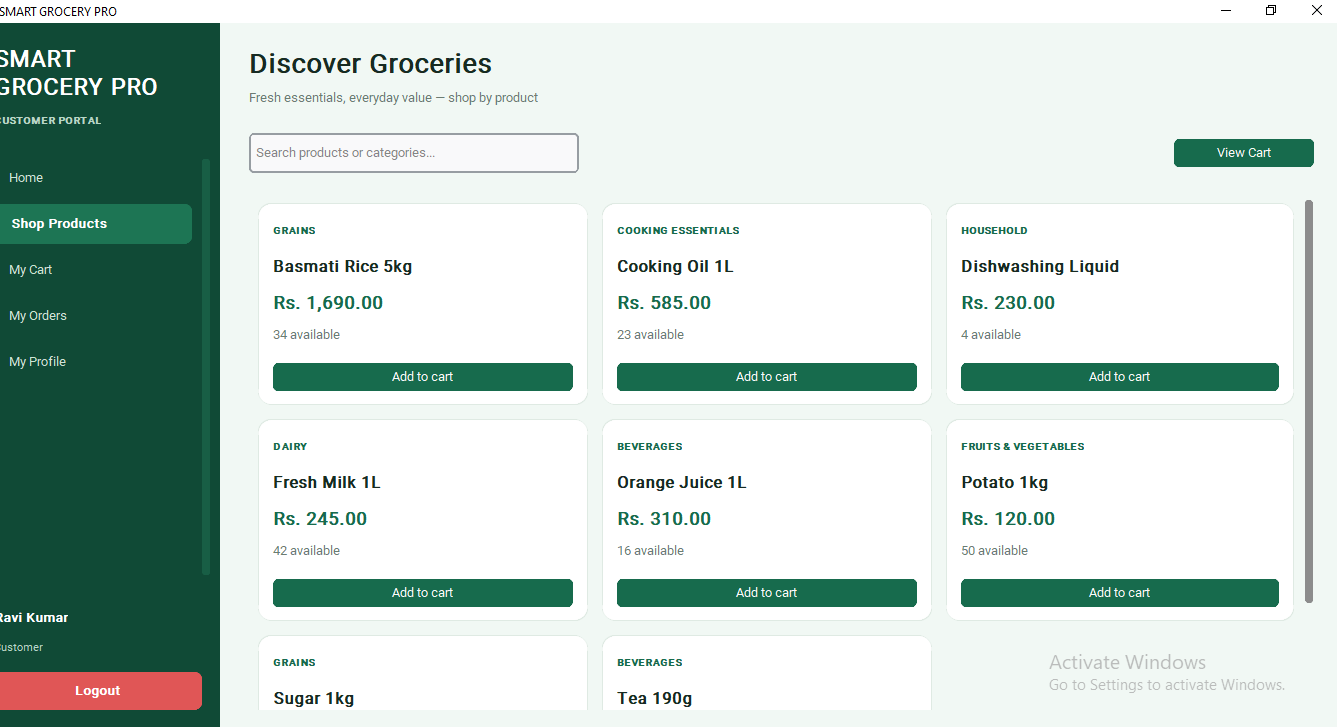 SMART GROCERY PRO
SMART
GROCERY PRO
CUSTOMER PORTAL
Home
Shop Products
My Cart
My Orders
My Profile
Ravi Kumar
Customer
Logout
Discover Groceries
Fresh essentials, everyday value — shop by product
Search products or categories...
View Cart
GRAINS
Basmati Rice 5kg
Rs. 1,690.00
34 available
Add to cart
COOKING ESSENTIALS
Cooking Oil 1L
Rs. 585.00
23 available
Add to cart
HOUSEHOLD
Dishwashing Liquid
Rs. 230.00
4 available
Add to cart
DAIRY
Fresh Milk 1L
Rs. 245.00
42 available
Add to cart
BEVERAGES
Orange Juice 1L
Rs. 310.00
16 available
Add to cart
FRUITS & VEGETABLES
Potato 1kg
Rs. 120.00
50 available
Add to cart
GRAINS
Sugar 1kg
BEVERAGES
Tea 190g
Activate Windows
Go to Settings to activate Windows.